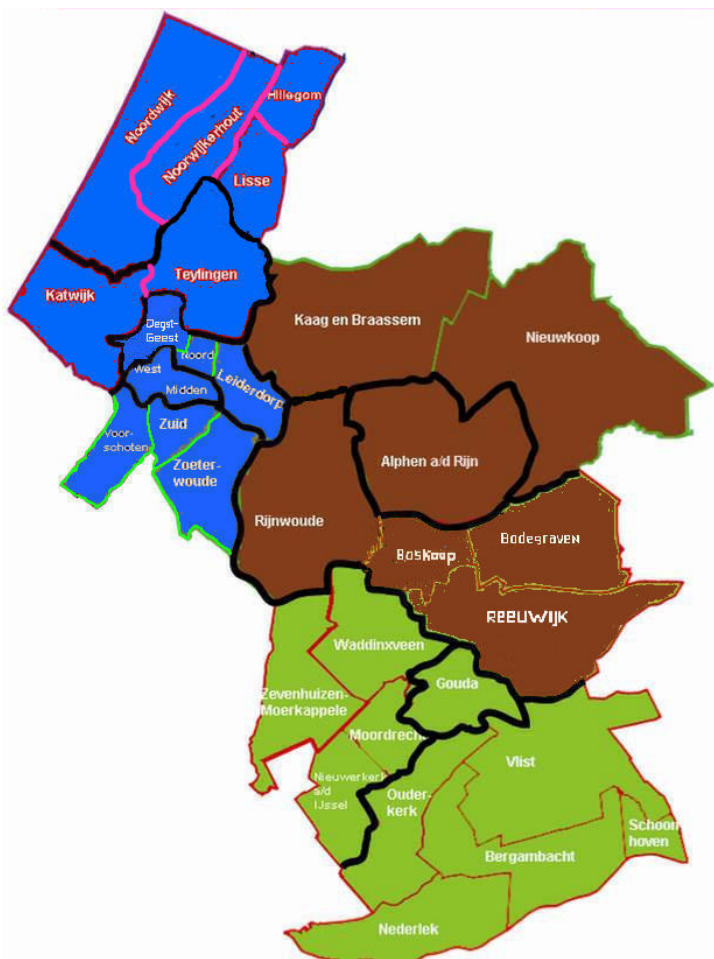 Hillegom
Noordwijk
Noorwijkerhout
Lisse
Teylingen
Katwijk
Kaag en Braassem
Oegst-
Geest
Nieuwkoop
Noord
West
Leiderdorp
Midden
Zuid
Voor-
schoten
Alphen a/d Rijn
Zoeter-
woude
Rijnwoude
Bodegraven
Boskoop
REEUWIJK
Waddinxveen
Gouda
Zevenhuizen-
Moerkappele
Moordrecht
Vlist
Nieuwerkerk
a/d
IJssel
Ouder-
kerk
Schoon
hoven
Bergambacht
Nederlek